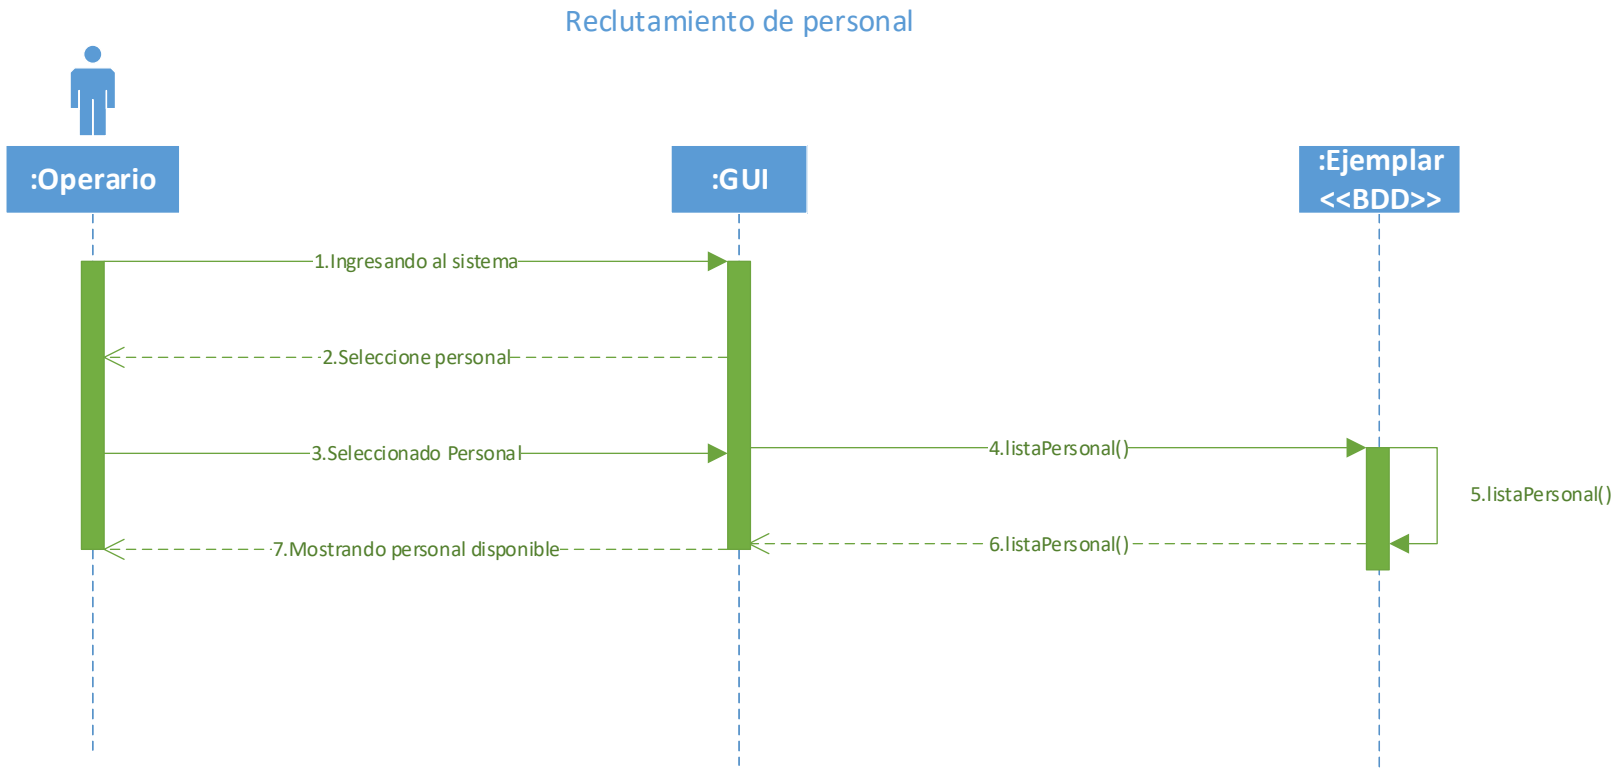 Reclutamiento de personal
:Operario
:GUI
:Ejemplar
<<BDD>>
1.Ingresando al sistema
2.Seleccione personal
3.Seleccionado Personal
4.listaPersonal()
5.listaPersonal()
6.listaPersonal()
7.Mostrando personal disponible